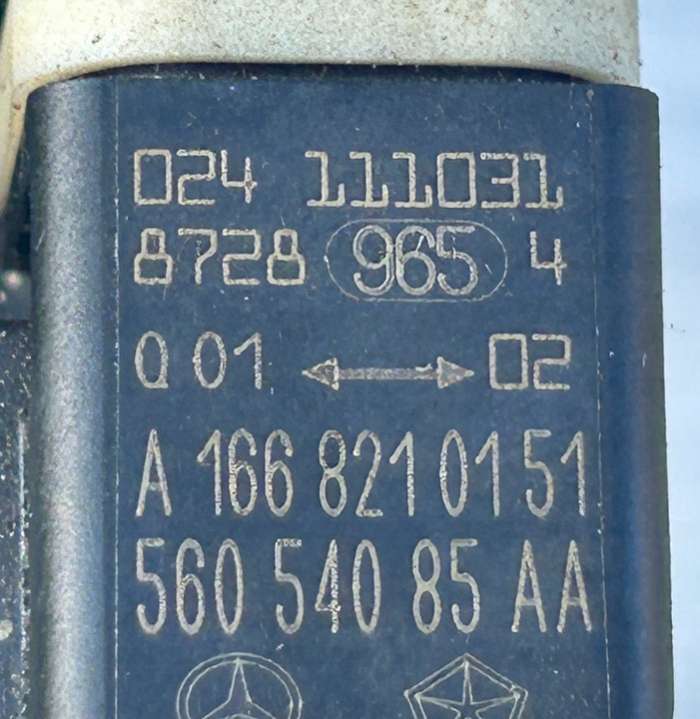 024 111031
8728 965 4
Q 01 ↔ 02
A 166 821 01 51
560 540 85 AA